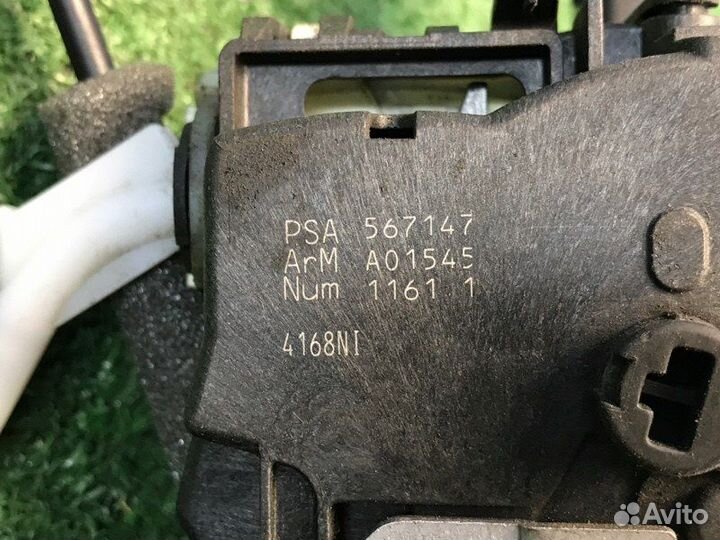 PSA 567147
ArM A01545
Num 1161 1
4168NI
Avito